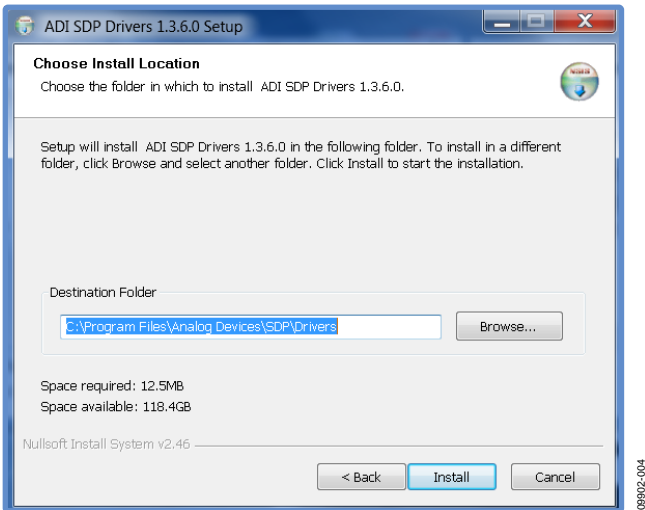 ADI SDP Drivers 1.3.6.0 Setup
Choose Install Location
Choose the folder in which to install ADI SDP Drivers 1.3.6.0.
Setup will install ADI SDP Drivers 1.3.6.0 in the following folder. To install in a different
folder, click Browse and select another folder. Click Install to start the installation.
Destination Folder
C:\Program Files\Analog Devices\SDP\Drivers
Browse...
Space required: 12.5MB
Space available: 118.4GB
Nullsoft Install System v2.46
< Back
Install
Cancel
09902-004